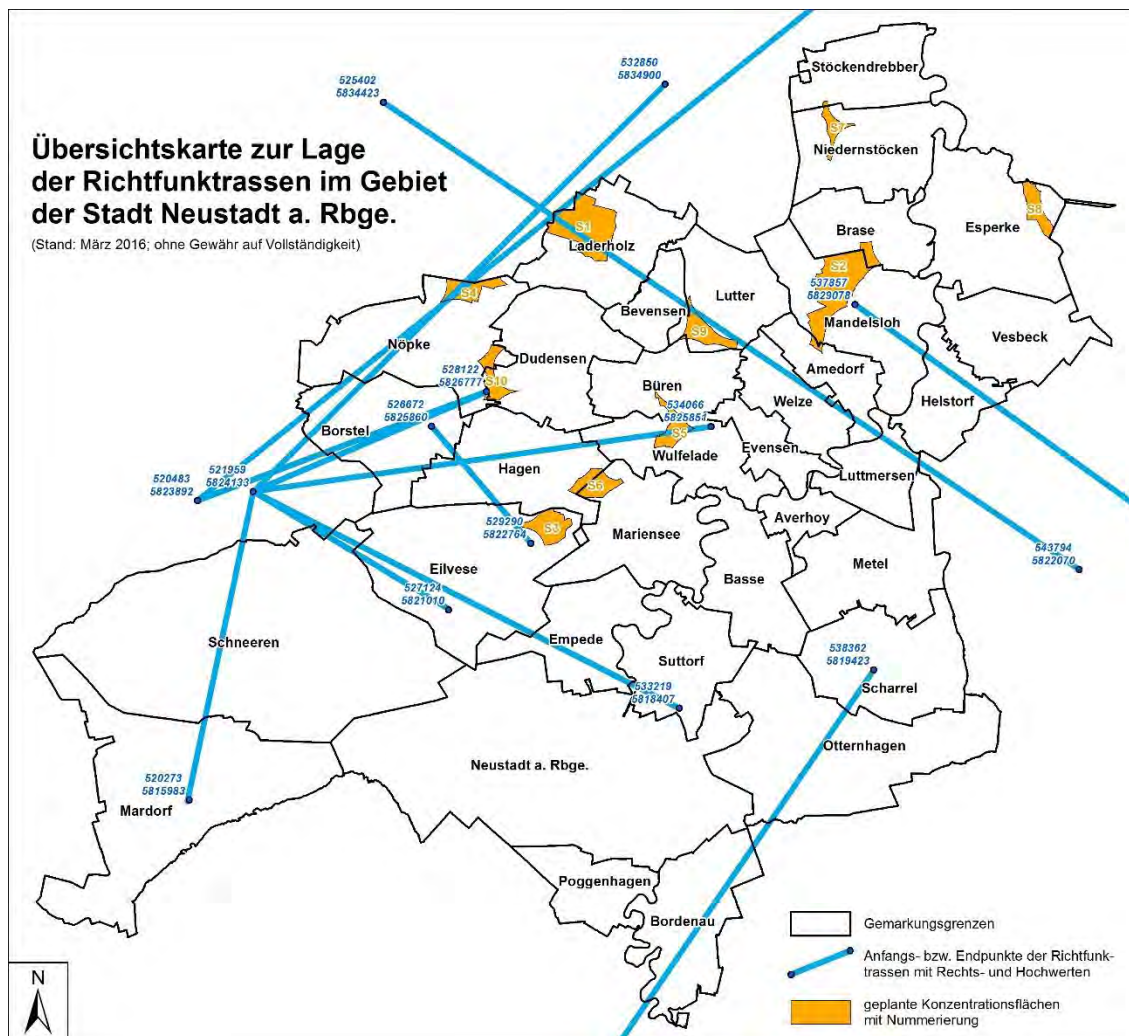 Übersichtskarte zur Lage
der Richtfunktrassen im Gebiet
der Stadt Neustadt a. Rbge.
(Stand: März 2016; ohne Gewähr auf Vollständigkeit)
525402
5834423
532850
5834900
Stöckendrebber
S7
Niedernstöcken
S8
Esperke
S1
Laderholz
Brase
S2
537857
5829078
Mandelsloh
Lutter
Bevensen
S4
S9
Vesbeck
Nöpke
Dudensen
Amedorf
528122
5826777
S10
Büren
Helstorf
Welze
526672
5825860
534066
5825851
Borstel
S5
Wulfelade
Evensen
Hagen
520483
5823892
521959
5824133
S6
Luttmersen
Averhoy
529290
5822764
S3
Mariensee
Eilvese
Basse
Metel
543794
5822070
527124
5821010
Schneeren
Empede
Suttorf
538362
5819423
Scharrel
533219
5818407
Otternhagen
Neustadt a. Rbge.
520273
5815983
Mardorf
Poggenhagen
Bordenau
N
Gemarkungsgrenzen
Anfangs- bzw. Endpunkte der Richtfunk-
trassen mit Rechts- und Hochwerten
geplante Konzentrationsflächen
mit Nummerierung